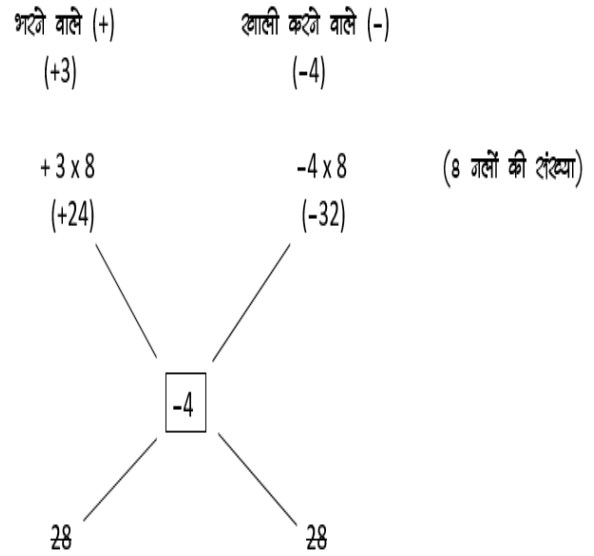 भरने वाले (+) खाली करने वाले (–)
(+3) (–4)
+ 3 x 8 –4 x 8 (8 नलों की संख्या)
(+24) (–32)
–4
28 28